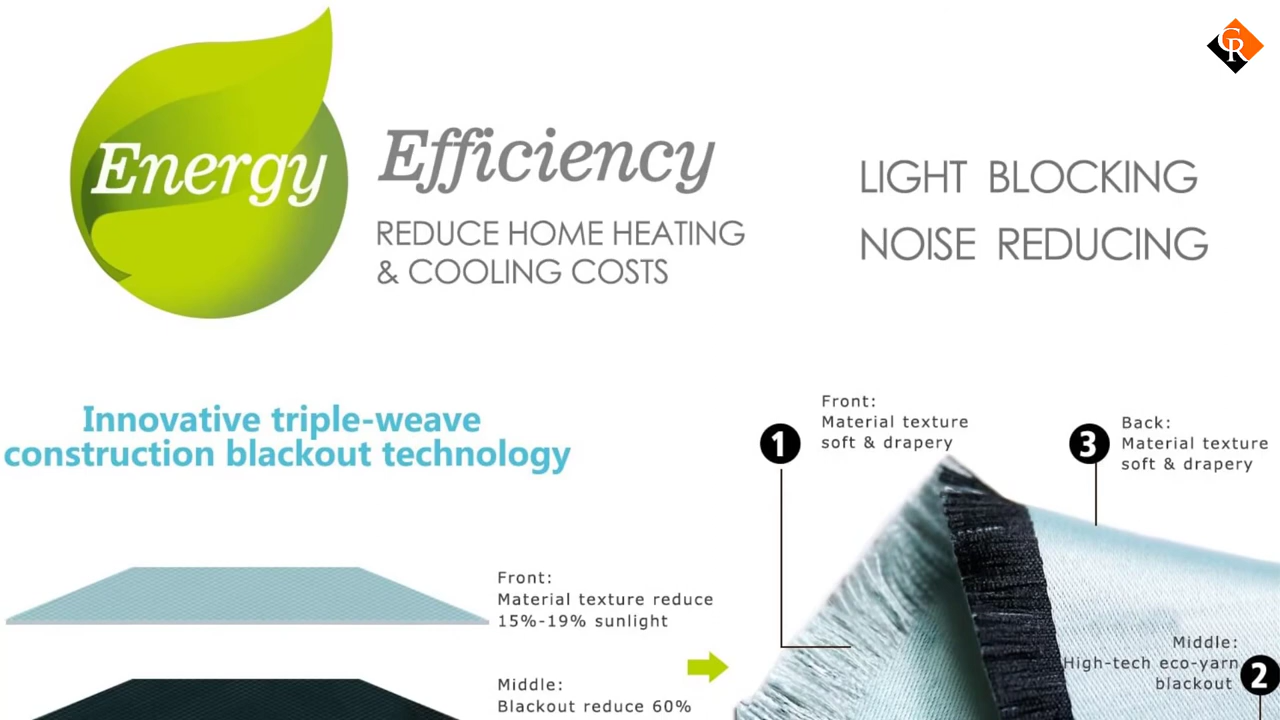 CR
Energy
Efficiency
REDUCE HOME HEATING
& COOLING COSTS
LIGHT BLOCKING
NOISE REDUCING
Innovative triple-weave
construction blackout technology
Front:
Material texture reduce
15%-19% sunlight
Middle:
Blackout reduce 60%
1
Front:
Material texture
soft & drapery
3
Back:
Material texture
soft & drapery
Middle:
High-tech eco-yarn
blackout
2